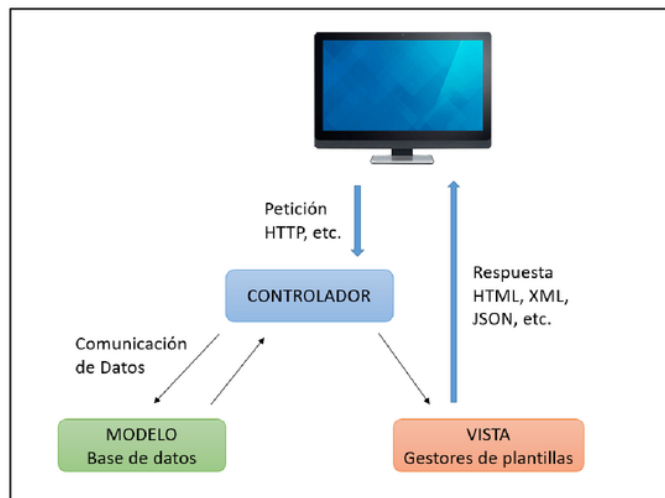 Petición
HTTP, etc.
CONTROLADOR
Respuesta
HTML, XML,
JSON, etc.
Comunicación
de Datos
MODELO
Base de datos
VISTA
Gestores de plantillas